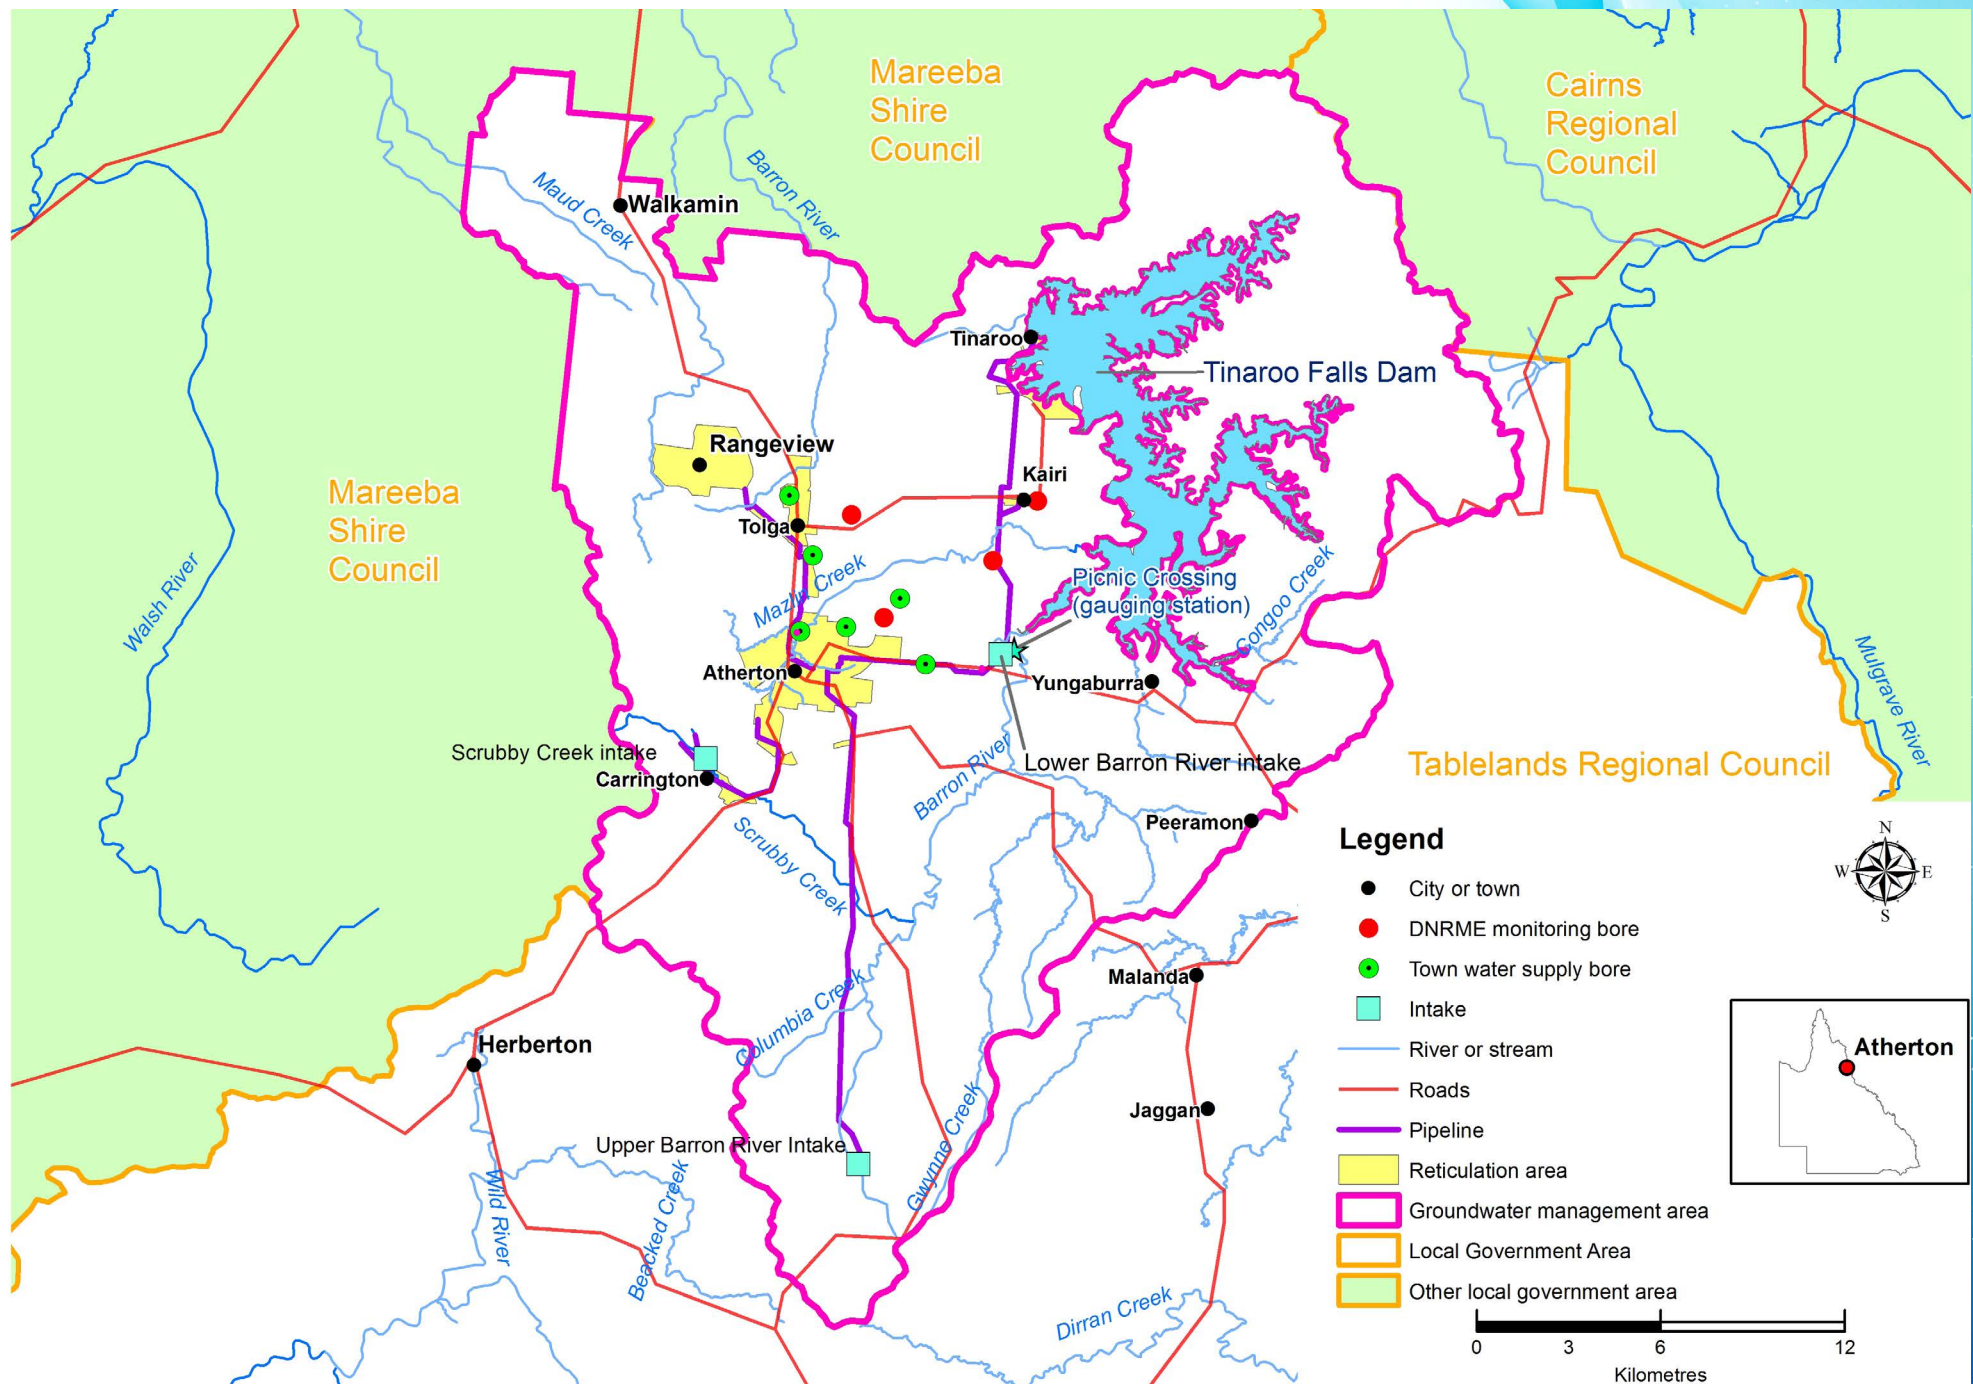 Mareeba
Shire
Council
Cairns
Regional
Council
Barron River
Maud Creek
Walkamin
Tinaroo
Tinaroo Falls Dam
Rangeview
Kairi
Mareeba
Shire
Council
Tolga
Walsh River
Mazlin Creek
Picnic Crossing
(gauging station)
Congoo Creek
Atherton
Yungaburra
Mulgrave River
Scrubby Creek intake
Carrington
Barron River
Lower Barron River intake
Tablelands Regional Council
Scrubby Creek
Peeramon
Columbia Creek
Malanda
Herberton
Jaggan
Upper Barron River Intake
Gwynne Creek
Wild River
Beacked Creek
Dirran Creek
Legend
City or town
DNRME monitoring bore
Town water supply bore
Intake
River or stream
Roads
Pipeline
Reticulation area
Groundwater management area
Local Government Area
Other local government area
N
W E
S
Atherton
0 3 6 12
Kilometres